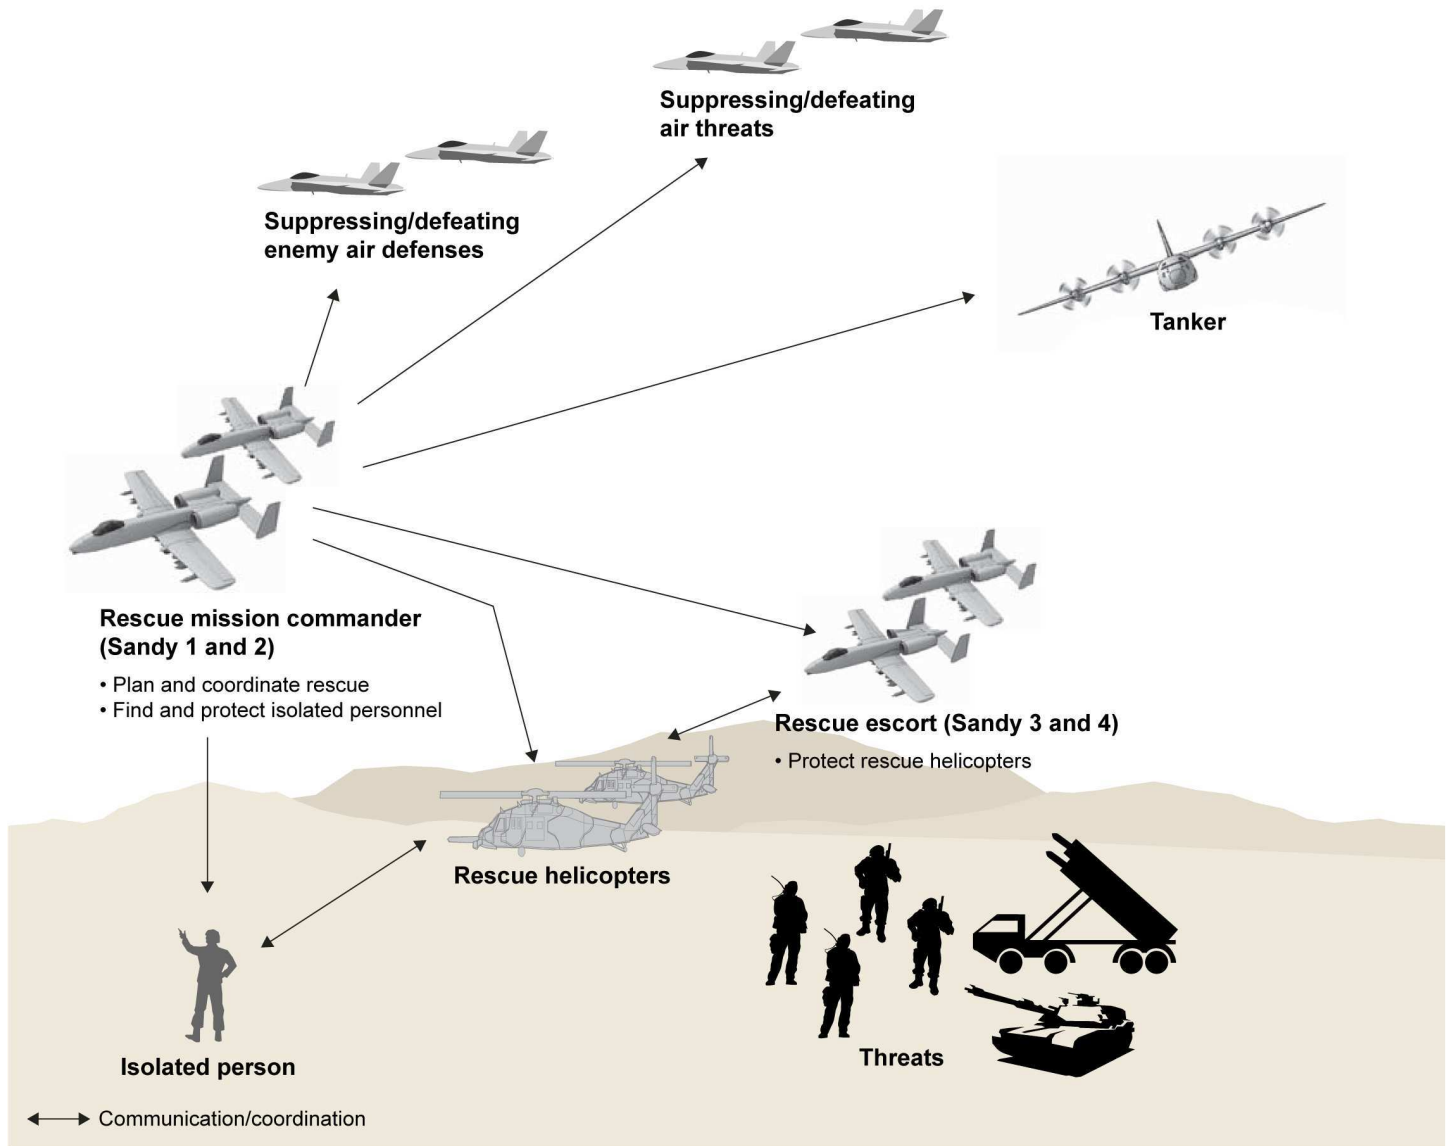 Suppressing/defeating
air threats
Suppressing/defeating
enemy air defenses
Tanker
Rescue mission commander
(Sandy 1 and 2)
• Plan and coordinate rescue
• Find and protect isolated personnel
Rescue escort (Sandy 3 and 4)
• Protect rescue helicopters
Rescue helicopters
Threats
Isolated person
Communication/coordination